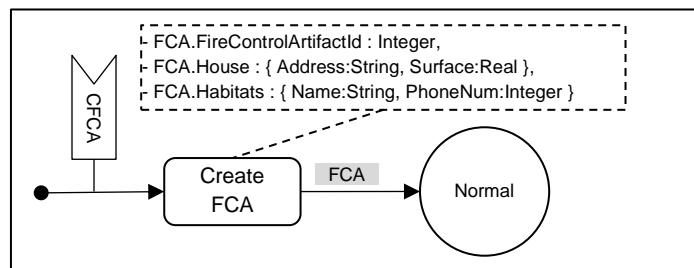 - FCA.FireControlArtifactId : Integer,
- FCA.House : { Address:String, Surface:Real },
- FCA.Habitats : { Name:String, PhoneNum:Integer }
CFCA
Create
FCA
FCA
Normal